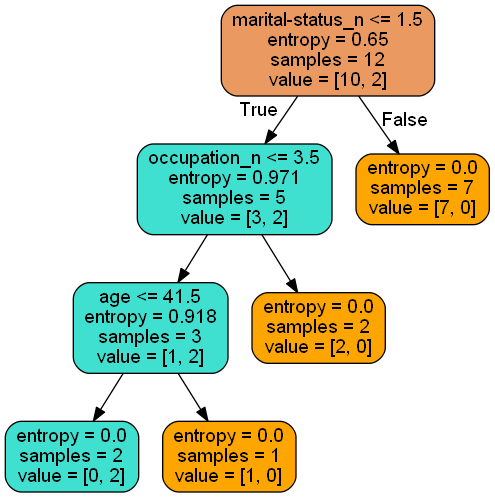 marital-status_n <= 1.5
entropy = 0.65
samples = 12
value = [10, 2]
True
False
occupation_n <= 3.5
entropy = 0.971
samples = 5
value = [3, 2]
entropy = 0.0
samples = 7
value = [7, 0]
age <= 41.5
entropy = 0.918
samples = 3
value = [1, 2]
entropy = 0.0
samples = 2
value = [2, 0]
entropy = 0.0
samples = 2
value = [0, 2]
entropy = 0.0
samples = 1
value = [1, 0]